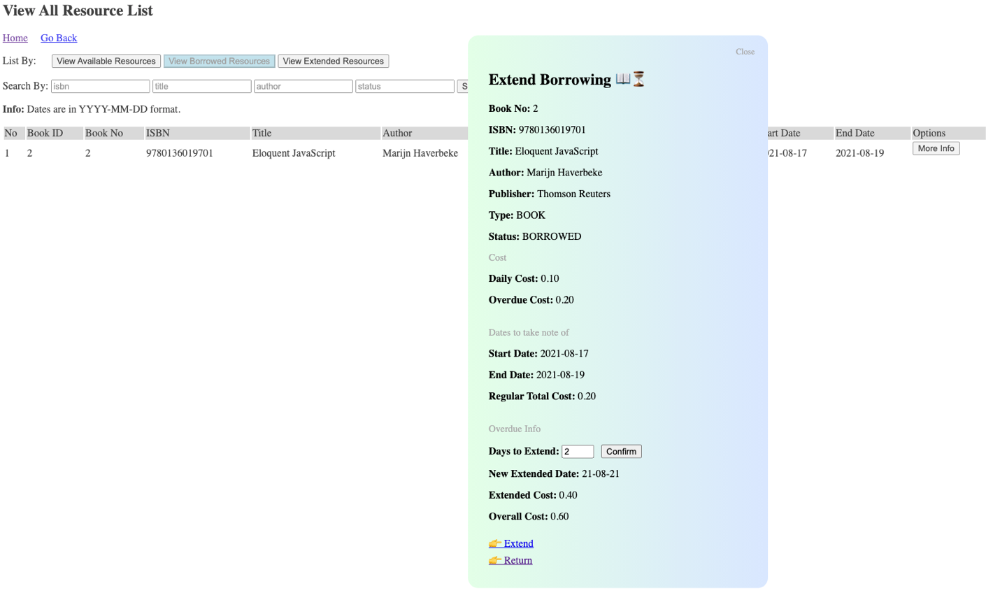 View All Resource List
Home Go Back
List By: View Available Resources View Borrowed Resources View Extended Resources
Search By: isbn title author status S
Info: Dates are in YYYY-MM-DD format.
No Book ID Book No ISBN Title Author art Date End Date Options
1 2 2 9780136019701 Eloquent JavaScript Marijn Haverbeke 21-08-17 2021-08-19 More Info
Close
Extend Borrowing 📖⏳
Book No: 2
ISBN: 9780136019701
Title: Eloquent JavaScript
Author: Marijn Haverbeke
Publisher: Thomson Reuters
Type: BOOK
Status: BORROWED
Cost
Daily Cost: 0.10
Overdue Cost: 0.20
Dates to take note of
Start Date: 2021-08-17
End Date: 2021-08-19
Regular Total Cost: 0.20
Overdue Info
Days to Extend: 2 Confirm
New Extended Date: 21-08-21
Extended Cost: 0.40
Overall Cost: 0.60
👉 Extend
👉 Return